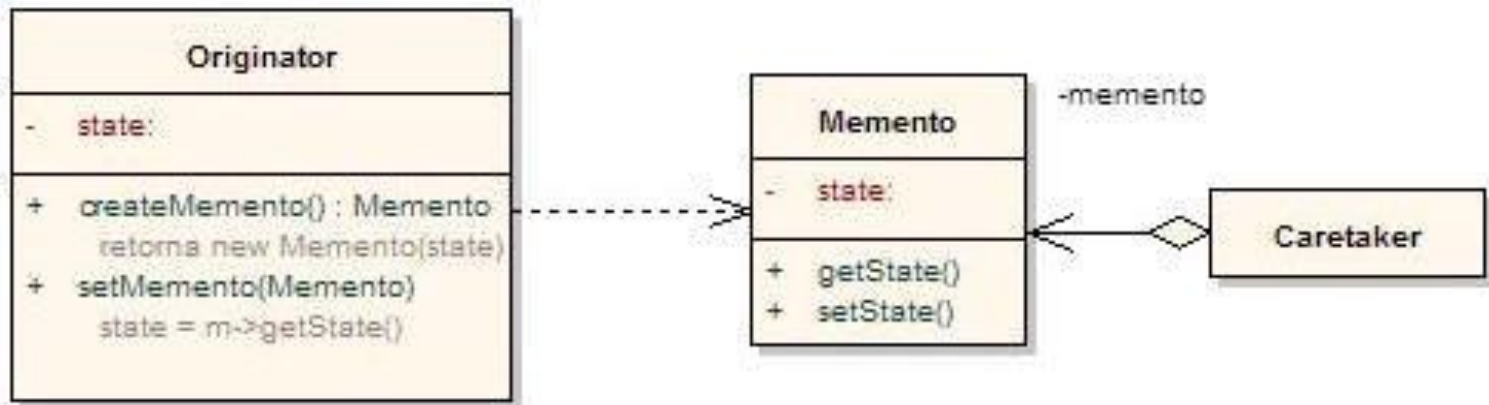 Originator
- state:
+ createMemento() : Memento
retorna new Memento(state)
+ setMemento(Memento)
state = m->getState()
Memento
- state:
+ getState()
+ setState()
-memento
Caretaker